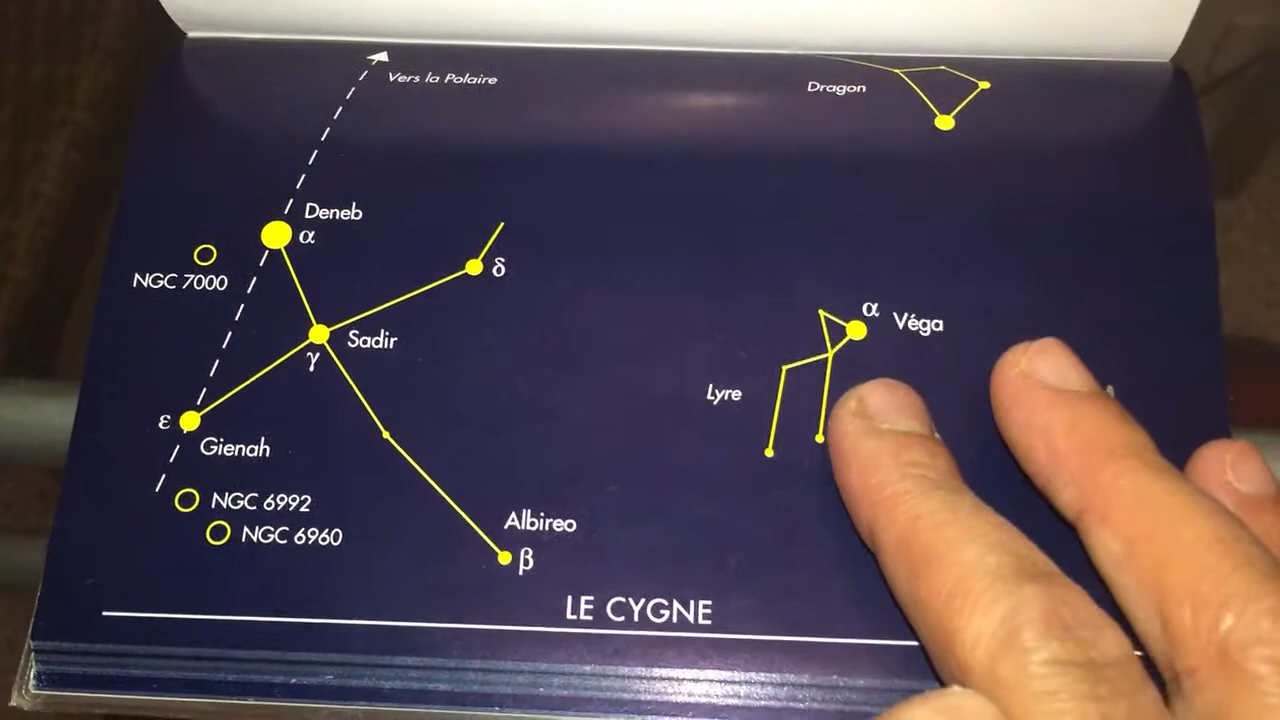 Vers la Polaire
Dragon
Deneb
α
NGC 7000
δ
Sadir
γ
α Véga
Lyre
ε
Gienah
NGC 6992
NGC 6960
Albireo
β
LE CYGNE